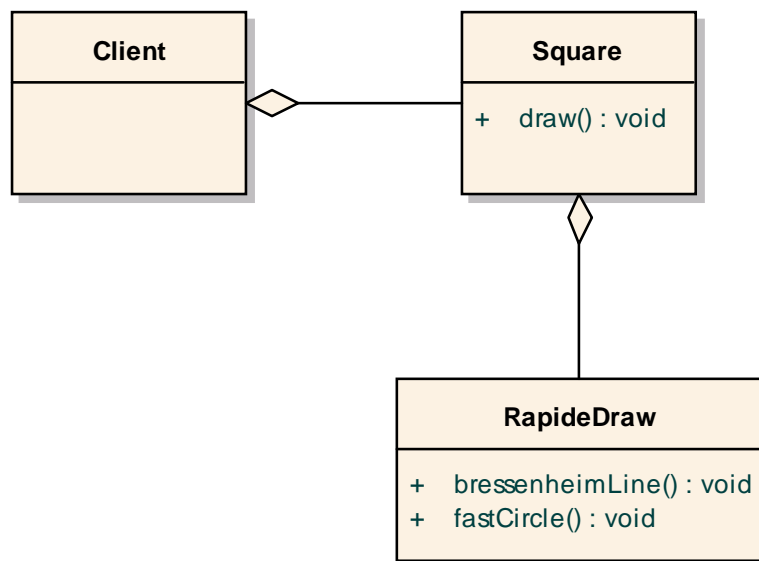 Client
Square
+ draw() : void
RapideDraw
+ bressenheimLine() : void
+ fastCircle() : void